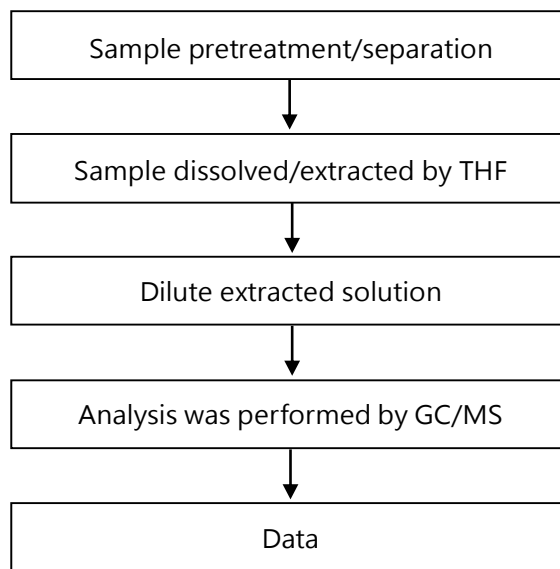 Sample pretreatment/separation
Sample dissolved/extracted by THF
Dilute extracted solution
Analysis was performed by GC/MS
Data